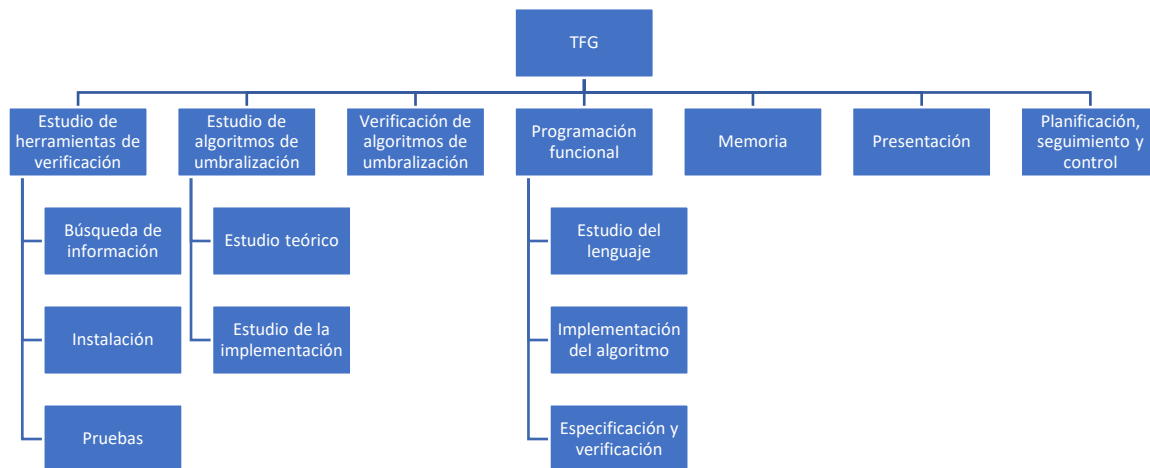 TFG
Estudio de
herramientas de
verificación
Estudio de
algoritmos de
umbralización
Verificación de
algoritmos de
umbralización
Programación
funcional
Memoria
Presentación
Planificación,
seguimiento y
control
Búsqueda de
información
Estudio teórico
Estudio del
lenguaje
Instalación
Estudio de la
implementación
Implementación
del algoritmo
Pruebas
Especificación y
verificación